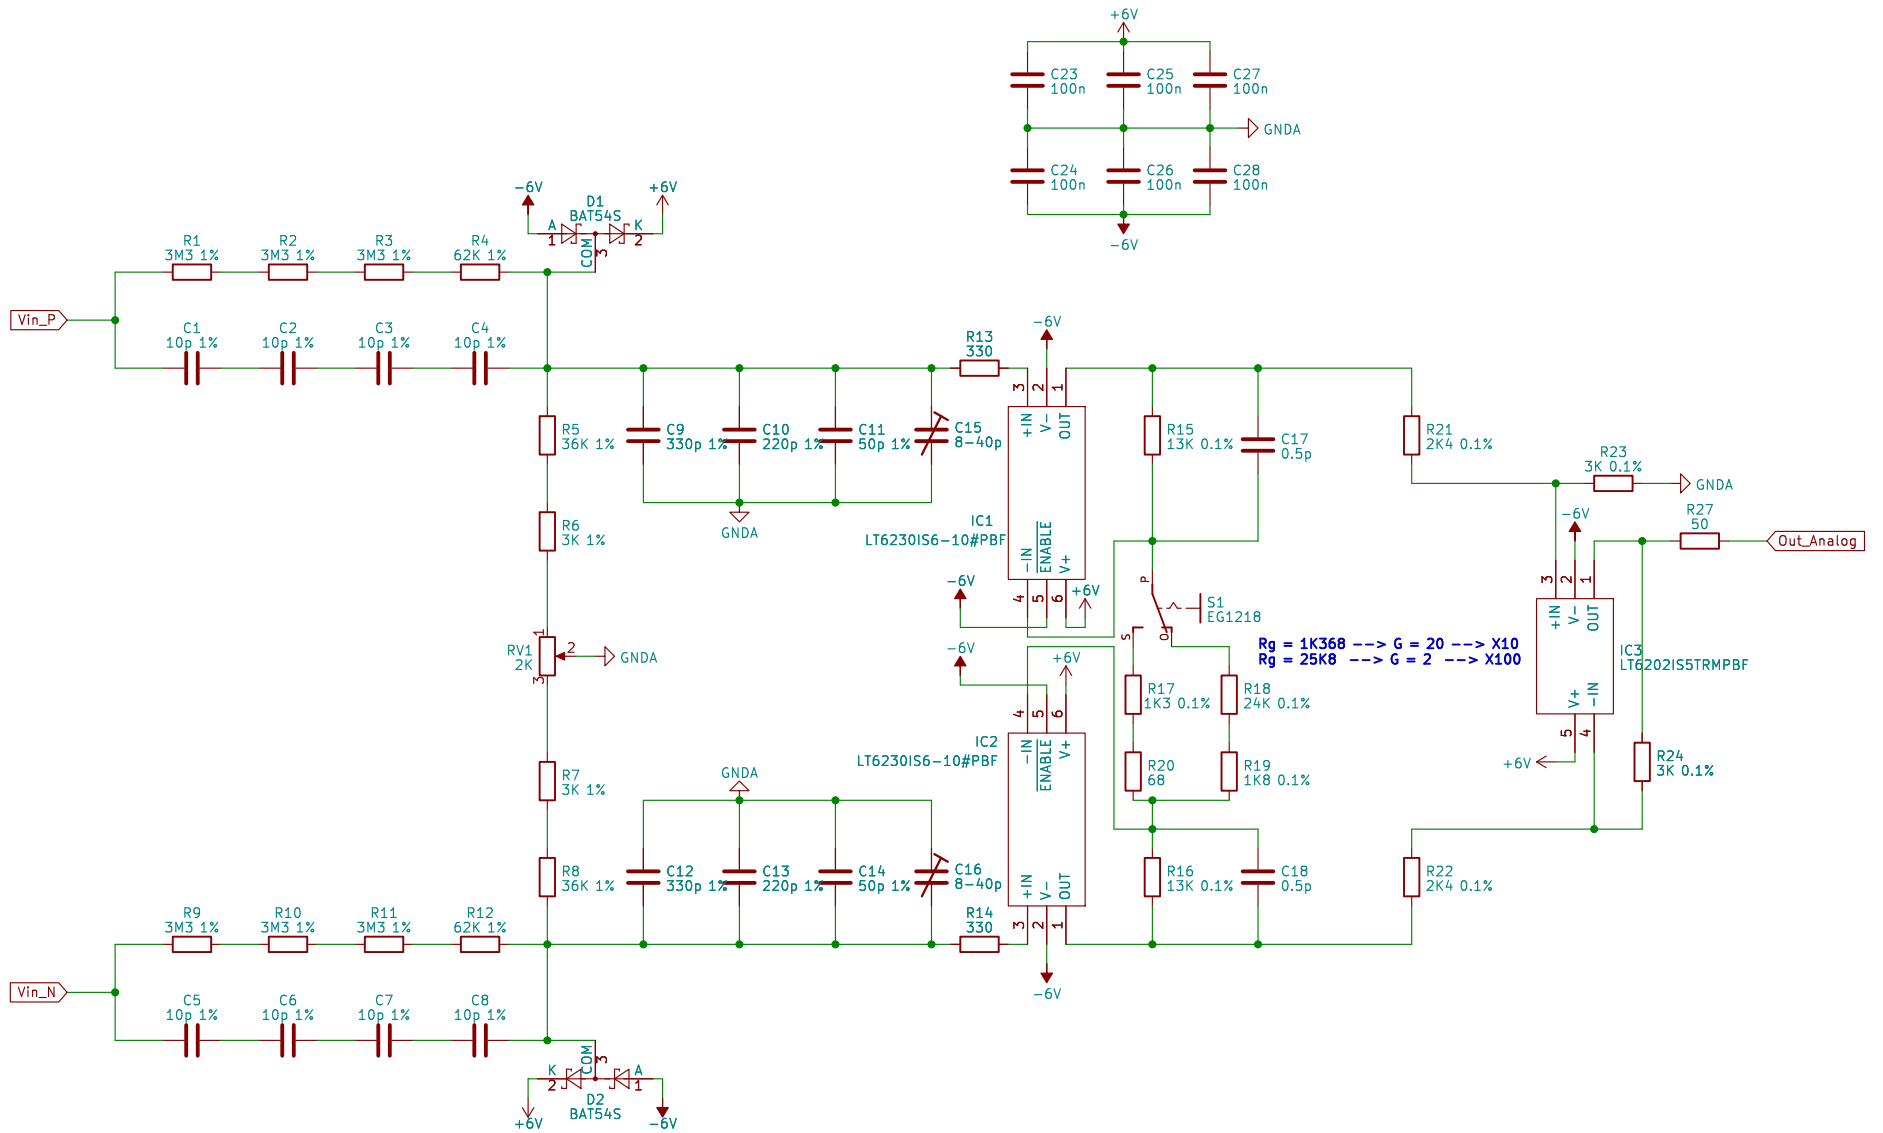 +6V
C23
100n
C25
100n
C27
100n
GNDA
C24
100n
C26
100n
C28
100n
-6V
-6V
+6V
D1
BAT54S
A
K
1
2
COM
3
R1
3M3 1%
R2
3M3 1%
R3
3M3 1%
R4
62K 1%
Vin_P
C1
10p 1%
C2
10p 1%
C3
10p 1%
C4
10p 1%
R5
36K 1%
C9
330p 1%
C10
220p 1%
C11
50p 1%
C15
8-40p
GNDA
R13
330
-6V
3
2
1
+IN
V-
OUT
IC1
LT6230IS6-10#PBF
-IN
ENABLE
V+
4
5
6
-6V
+6V
R15
13K 0.1%
C17
0.5p
R21
2K4 0.1%
R23
3K 0.1%
GNDA
R27
50
Out_Analog
-6V
3
2
1
+IN
V-
OUT
IC3
LT6202IS5TRMPBF
V+
-IN
5
4
+6V
R24
3K 0.1%
R6
3K 1%
RV1
2K
1
2
3
GNDA
P
S
O
S1
EG1218
Rg = 1K368 --> G = 20 --> X10
Rg = 25K8  --> G = 2  --> X100
R17
1K3 0.1%
R18
24K 0.1%
R20
68
R19
1K8 0.1%
-6V
+6V
4
5
6
IC2
LT6230IS6-10#PBF
-IN
ENABLE
V+
+IN
V-
OUT
3
2
1
-6V
R7
3K 1%
R8
36K 1%
GNDA
C12
330p 1%
C13
220p 1%
C14
50p 1%
C16
8-40p
R14
330
R16
13K 0.1%
C18
0.5p
R22
2K4 0.1%
R9
3M3 1%
R10
3M3 1%
R11
3M3 1%
R12
62K 1%
Vin_N
C5
10p 1%
C6
10p 1%
C7
10p 1%
C8
10p 1%
COM
3
K
A
2
1
D2
BAT54S
+6V
-6V